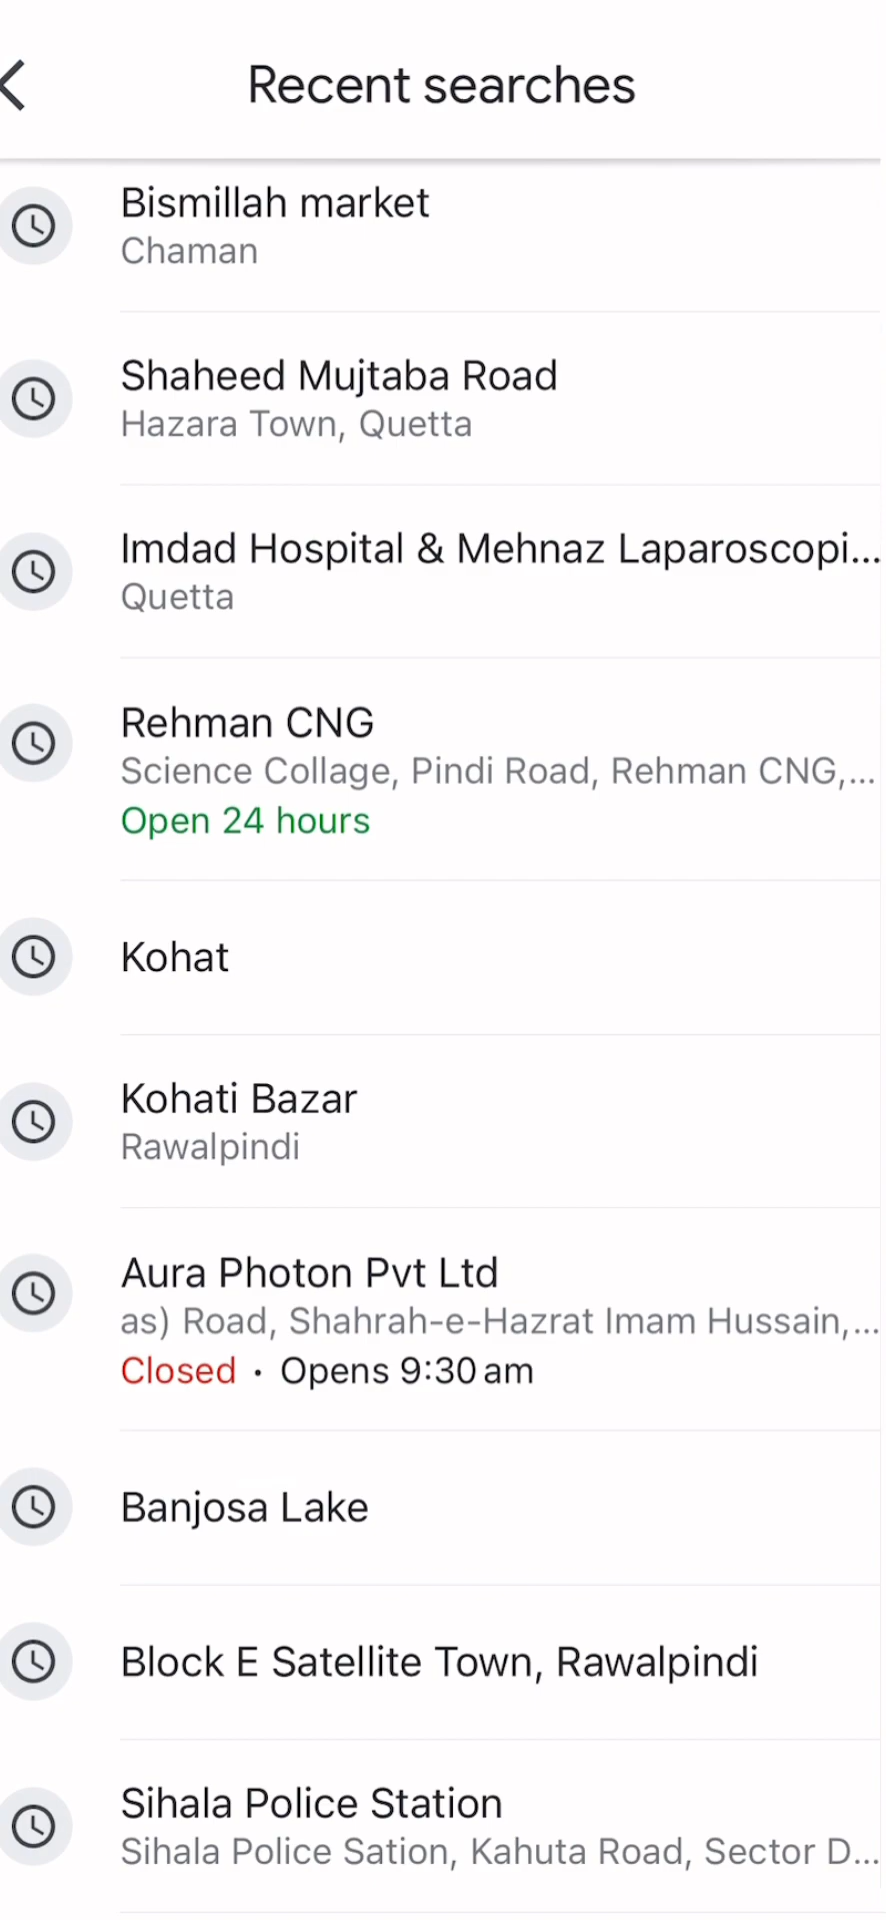 Recent searches
Bismillah market
Chaman
Shaheed Mujtaba Road
Hazara Town, Quetta
Imdad Hospital & Mehnaz Laparoscopi...
Quetta
Rehman CNG
Science Collage, Pindi Road, Rehman CNG,...
Open 24 hours
Kohat
Kohati Bazar
Rawalpindi
Aura Photon Pvt Ltd
as) Road, Shahrah-e-Hazrat Imam Hussain,...
Closed · Opens 9:30 am
Banjosa Lake
Block E Satellite Town, Rawalpindi
Sihala Police Station
Sihala Police Sation, Kahuta Road, Sector D...